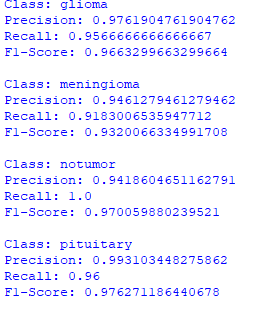 Class: glioma
Precision: 0.9761904761904762
Recall: 0.9566666666666667
F1-Score: 0.9663299663299664
Class: meningioma
Precision: 0.9461279461279462
Recall: 0.9183006535947712
F1-Score: 0.9320066334991708
Class: notumor
Precision: 0.9418604651162791
Recall: 1.0
F1-Score: 0.970059880239521
Class: pituitary
Precision: 0.993103448275862
Recall: 0.96
F1-Score: 0.976271186440678